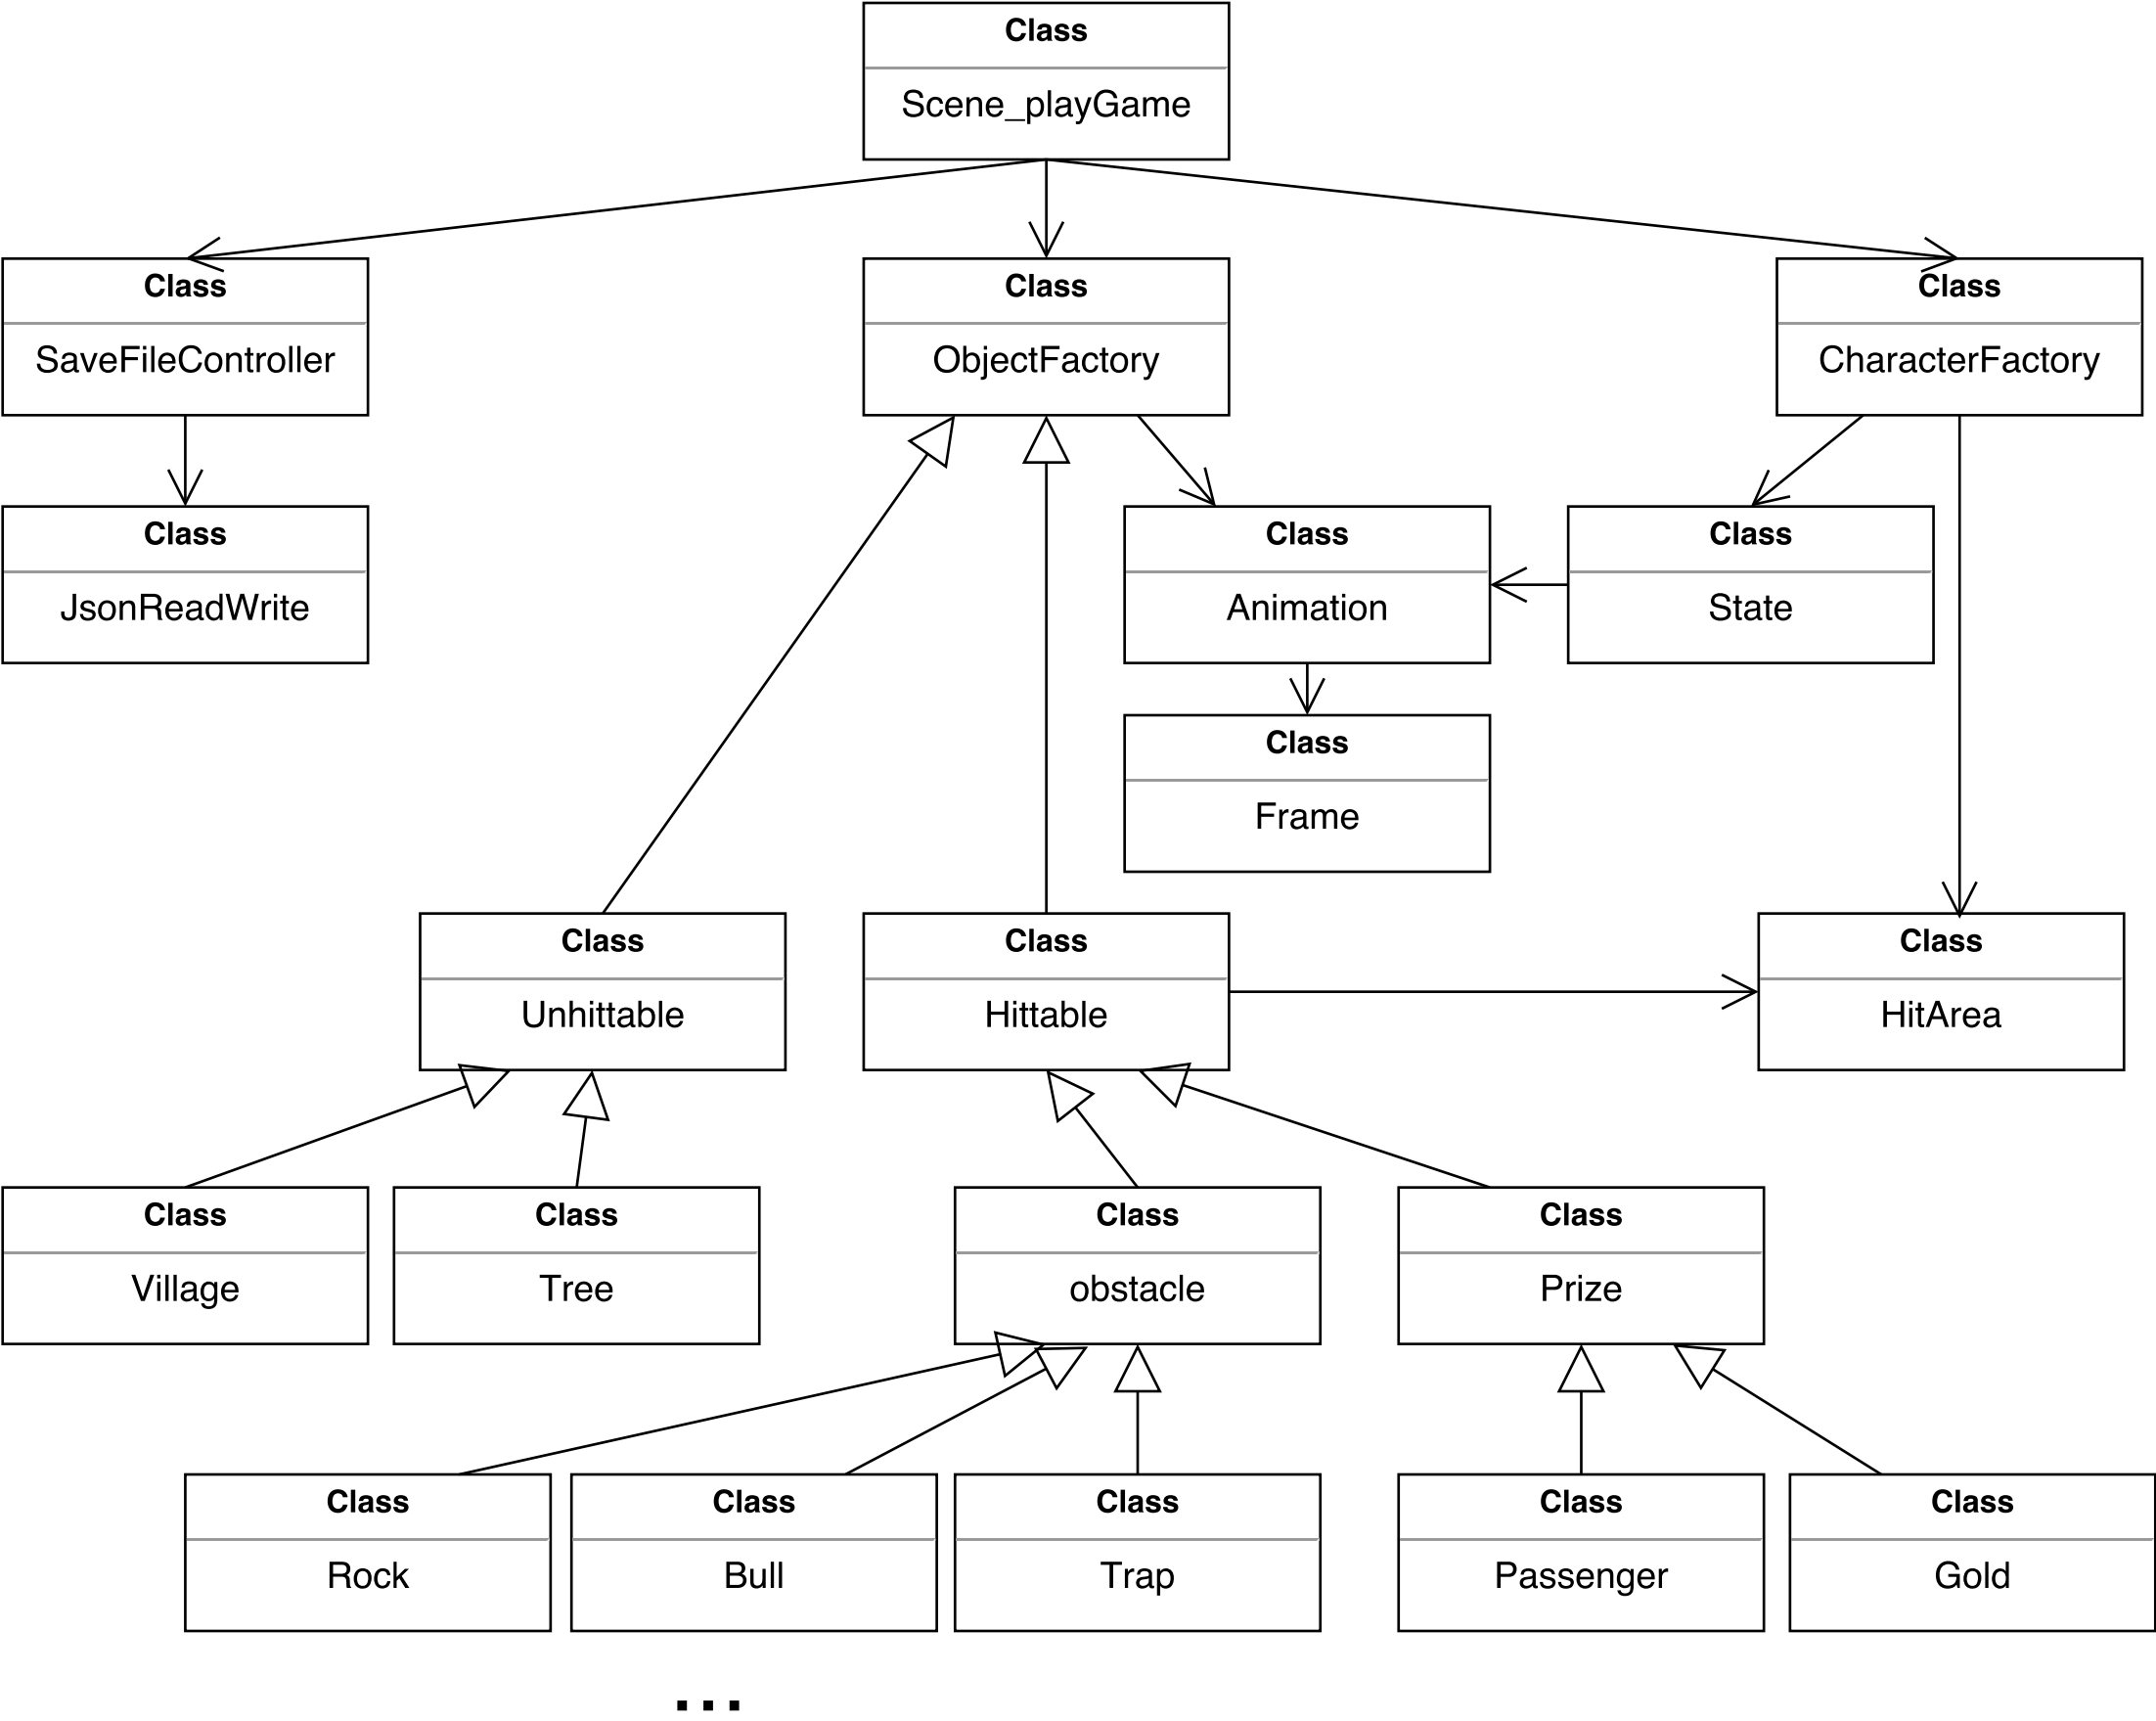 Class
Scene_playGame
Class
SaveFileController
Class
ObjectFactory
Class
CharacterFactory
Class
JsonReadWrite
Class
Animation
Class
State
Class
Frame
Class
Unhittable
Class
Hittable
Class
HitArea
Class
Village
Class
Tree
Class
obstacle
Class
Prize
Class
Rock
Class
Bull
Class
Trap
Class
Passenger
Class
Gold
...